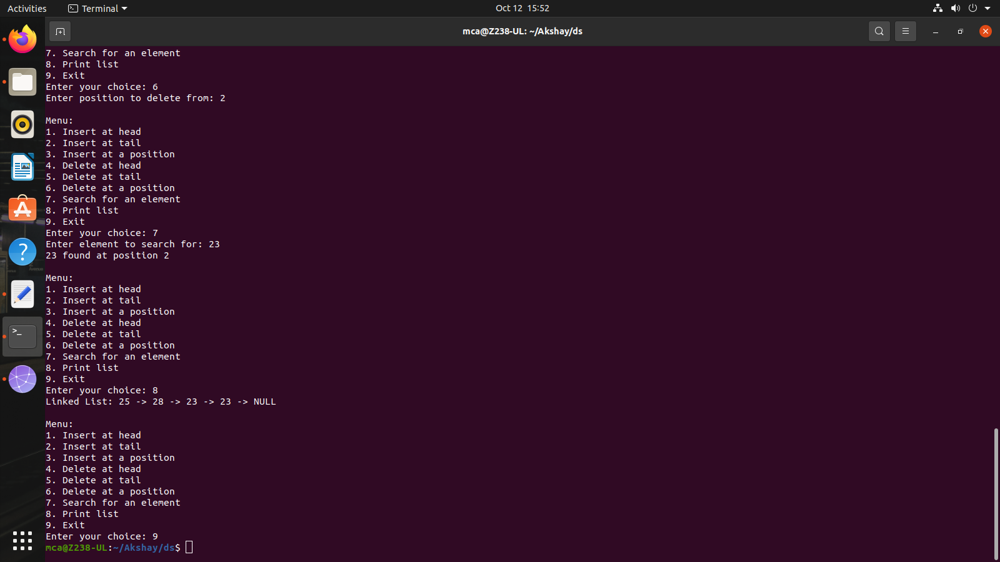 Activities
Terminal
Oct 12 15:52
mca@Z238-UL: ~/Akshay/ds
7. Search for an element
8. Print list
9. Exit
Enter your choice: 6
Enter position to delete from: 2
Menu:
1. Insert at head
2. Insert at tail
3. Insert at a position
4. Delete at head
5. Delete at tail
6. Delete at a position
7. Search for an element
8. Print list
9. Exit
Enter your choice: 7
Enter element to search for: 23
23 found at position 2
Menu:
1. Insert at head
2. Insert at tail
3. Insert at a position
4. Delete at head
5. Delete at tail
6. Delete at a position
7. Search for an element
8. Print list
9. Exit
Enter your choice: 8
Linked List: 25 -> 28 -> 23 -> 23 -> NULL
Menu:
1. Insert at head
2. Insert at tail
3. Insert at a position
4. Delete at head
5. Delete at tail
6. Delete at a position
7. Search for an element
8. Print list
9. Exit
Enter your choice: 9
mca@Z238-UL:~/Akshay/ds$